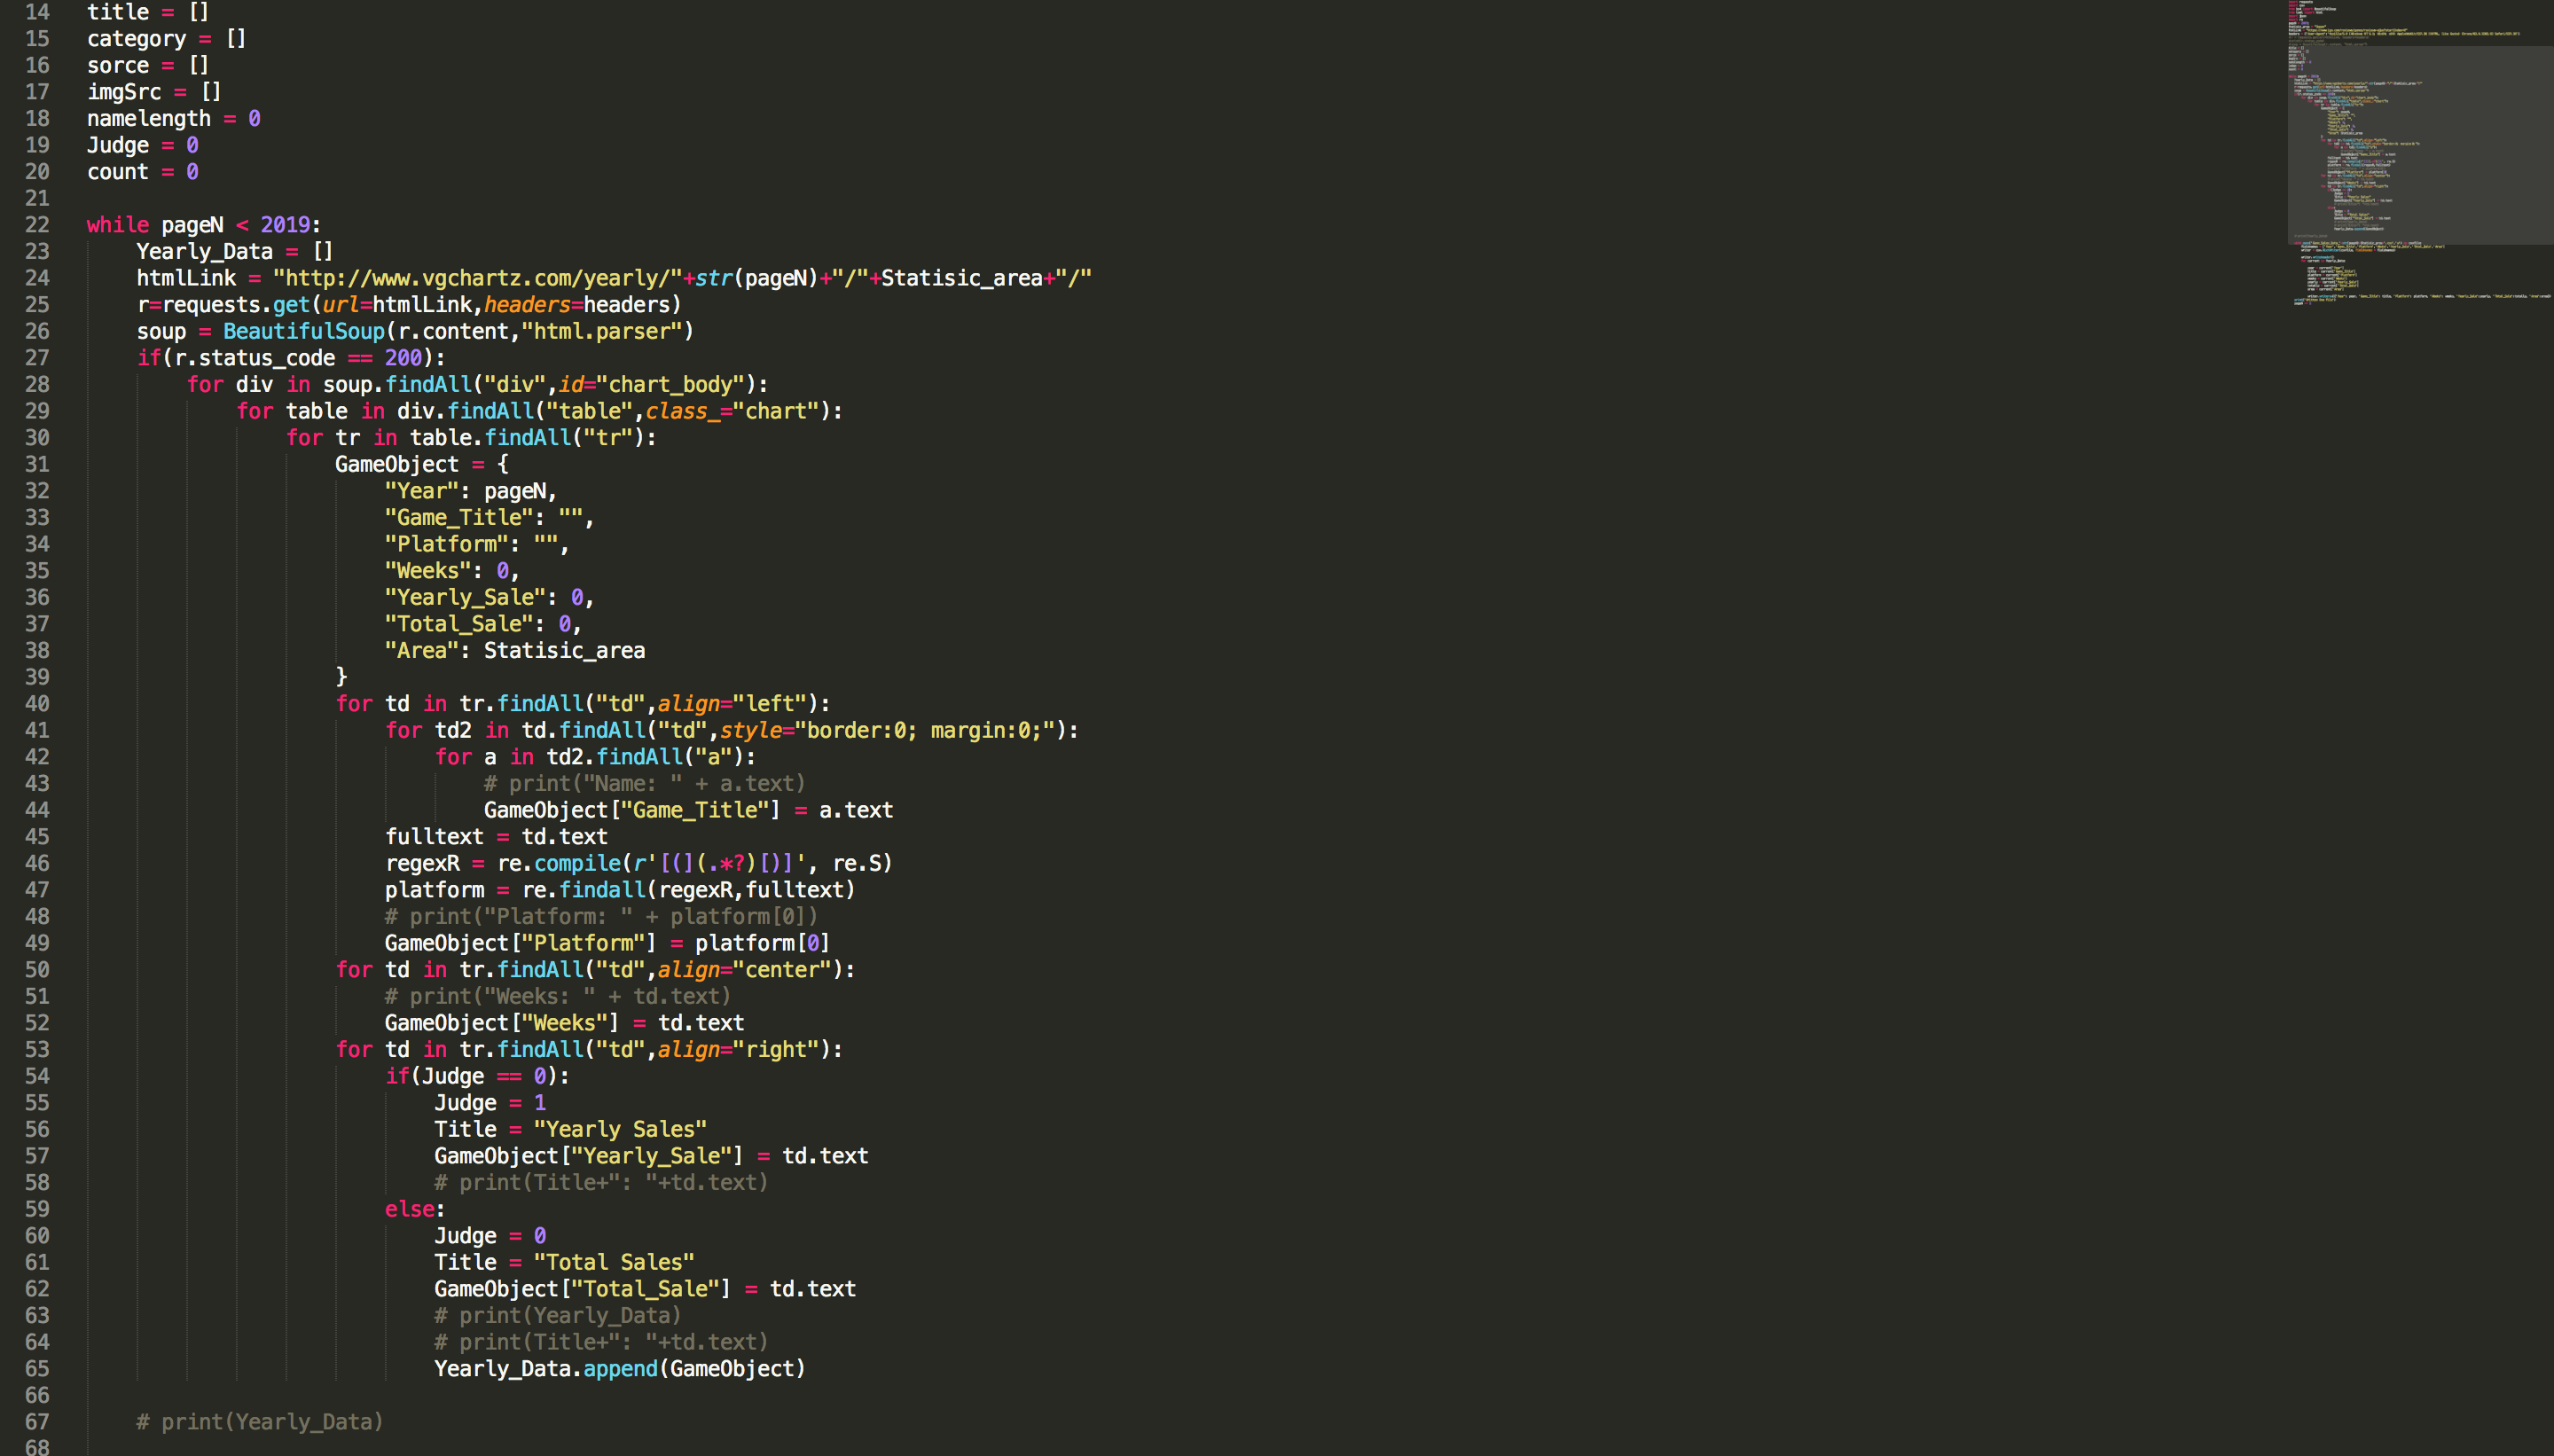 14 title = []
15 category = []
16 sorce = []
17 imgSrc = []
18 namelength = 0
19 Judge = 0
20 count = 0
21
22 while pageN < 2019:
23 Yearly_Data = []
24 htmlLink = "http://www.vgchartz.com/yearly/"+str(pageN)+"/"+Statisic_area+"/"
25 r=requests.get(url=htmlLink,headers=headers)
26 soup = BeautifulSoup(r.content,"html.parser")
27 if(r.status_code == 200):
28 for div in soup.findAll("div",id="chart_body"):
29 for table in div.findAll("table",class_="chart"):
30 for tr in table.findAll("tr"):
31 GameObject = {
32 "Year": pageN,
33 "Game_Title": "",
34 "Platform": "",
35 "Weeks": 0,
36 "Yearly_Sale": 0,
37 "Total_Sale": 0,
38 "Area": Statisic_area
39 }
40 for td in tr.findAll("td",align="left"):
41 for td2 in td.findAll("td",style="border:0; margin:0;"):
42 for a in td2.findAll("a"):
43 # print("Name: " + a.text)
44 GameObject["Game_Title"] = a.text
45 fulltext = td.text
46 regexR = re.compile(r'[(](.*?)[)]', re.S)
47 platform = re.findall(regexR,fulltext)
48 # print("Platform: " + platform[0])
49 GameObject["Platform"] = platform[0]
50 for td in tr.findAll("td",align="center"):
51 # print("Weeks: " + td.text)
52 GameObject["Weeks"] = td.text
53 for td in tr.findAll("td",align="right"):
54 if(Judge == 0):
55 Judge = 1
56 Title = "Yearly Sales"
57 GameObject["Yearly_Sale"] = td.text
58 # print(Title+": "+td.text)
59 else:
60 Judge = 0
61 Title = "Total Sales"
62 GameObject["Total_Sale"] = td.text
63 # print(Yearly_Data)
64 # print(Title+": "+td.text)
65 Yearly_Data.append(GameObject)
66
67 # print(Yearly_Data)
68